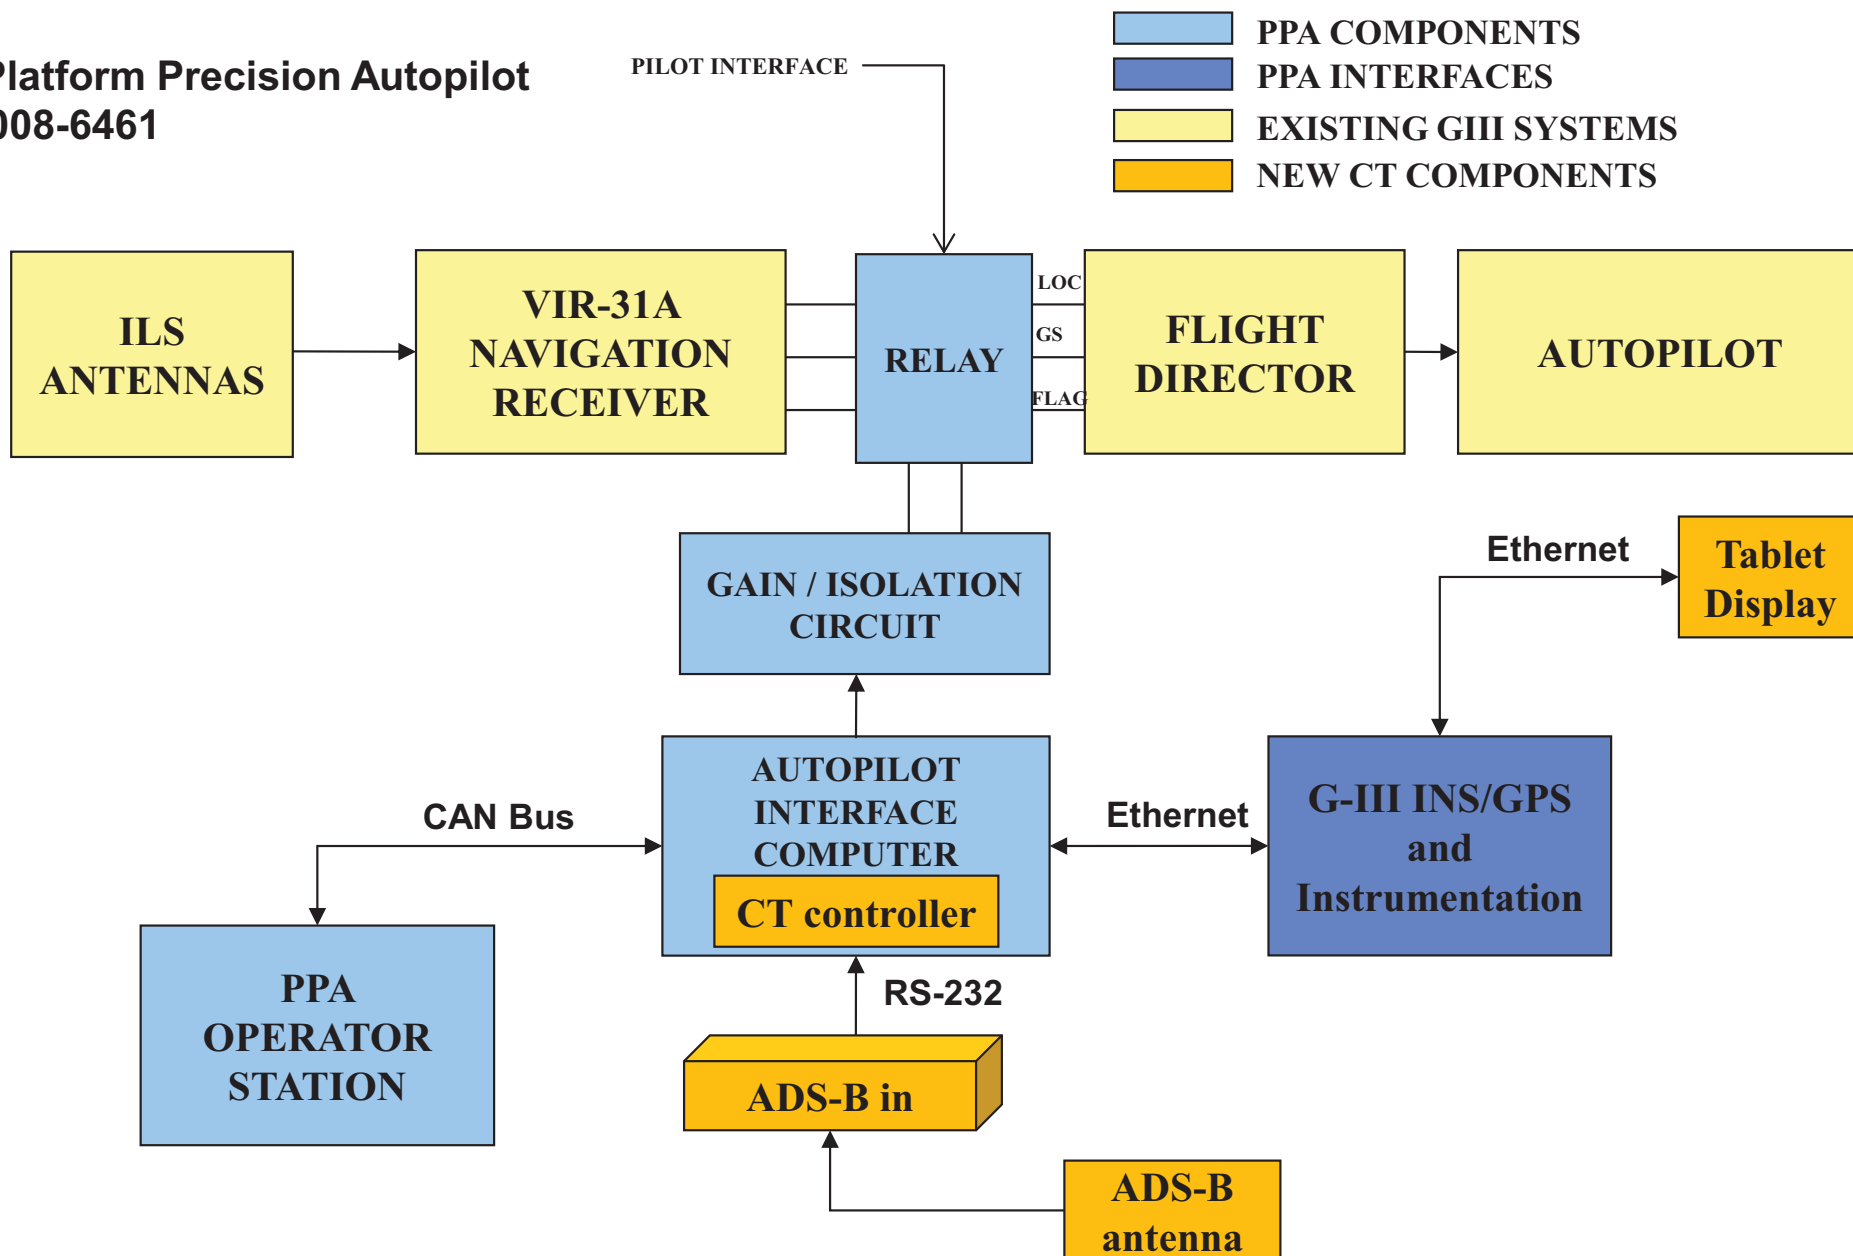 Platform Precision Autopilot
008-6461
PILOT INTERFACE
PPA COMPONENTS
PPA INTERFACES
EXISTING GIII SYSTEMS
NEW CT COMPONENTS
ILS
ANTENNAS
VIR-31A
NAVIGATION
RECEIVER
RELAY
LOC
GS
FLAG
FLIGHT
DIRECTOR
AUTOPILOT
GAIN / ISOLATION
CIRCUIT
Ethernet
Tablet
Display
CAN Bus
AUTOPILOT
INTERFACE
COMPUTER
CT controller
Ethernet
G-III INS/GPS
and
Instrumentation
PPA
OPERATOR
STATION
RS-232
ADS-B in
ADS-B
antenna